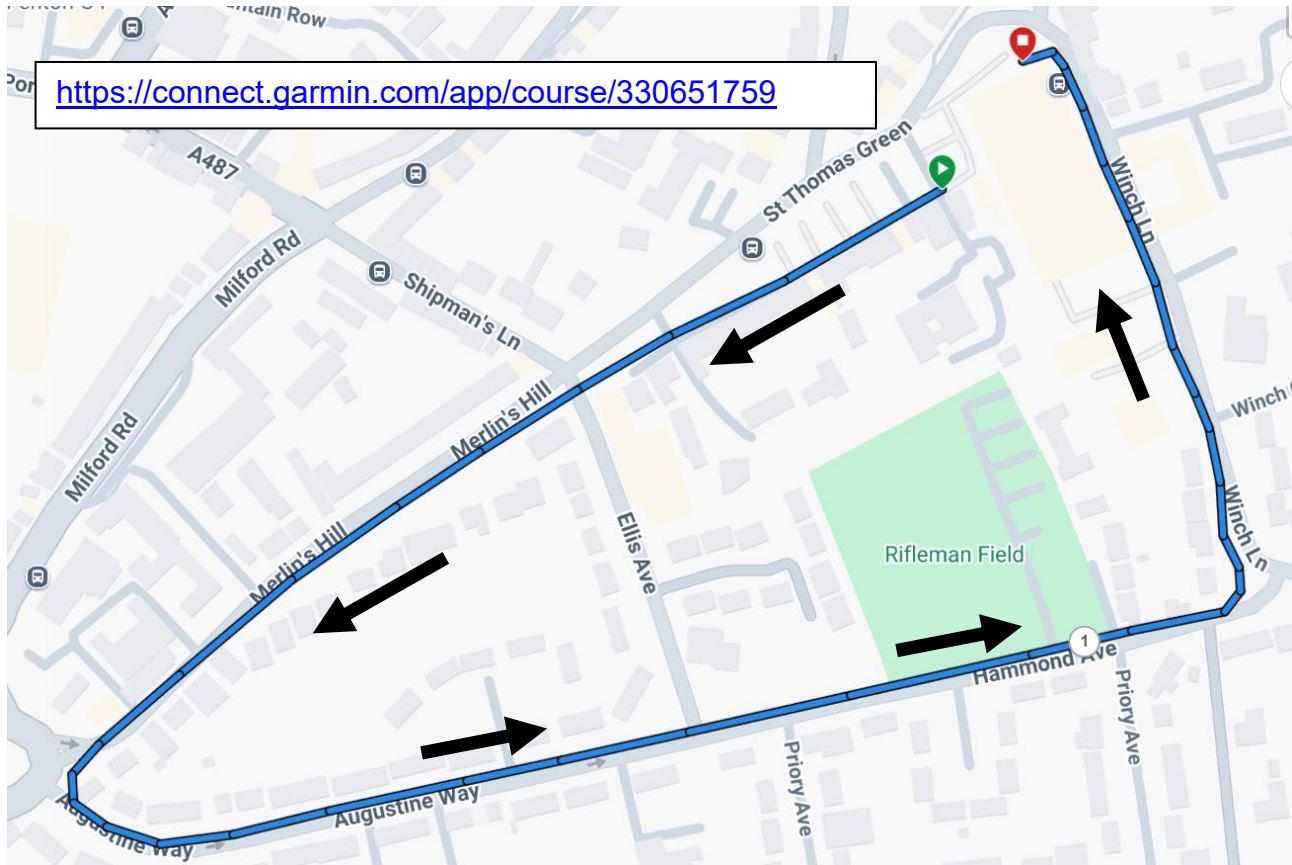 ntain Row
https://connect.garmin.com/app/course/330651759
A487
St Thomas Green
Milford Rd
Shipman's Ln
Winch Ln
Merlin's Hill
Milford Rd
Winch
Ellis Ave
Winch Ln
Merlin's Hill
Rifleman Field
1
Hammond Ave
Priory Ave
Priory Ave
Augustine Way
Augustine Way